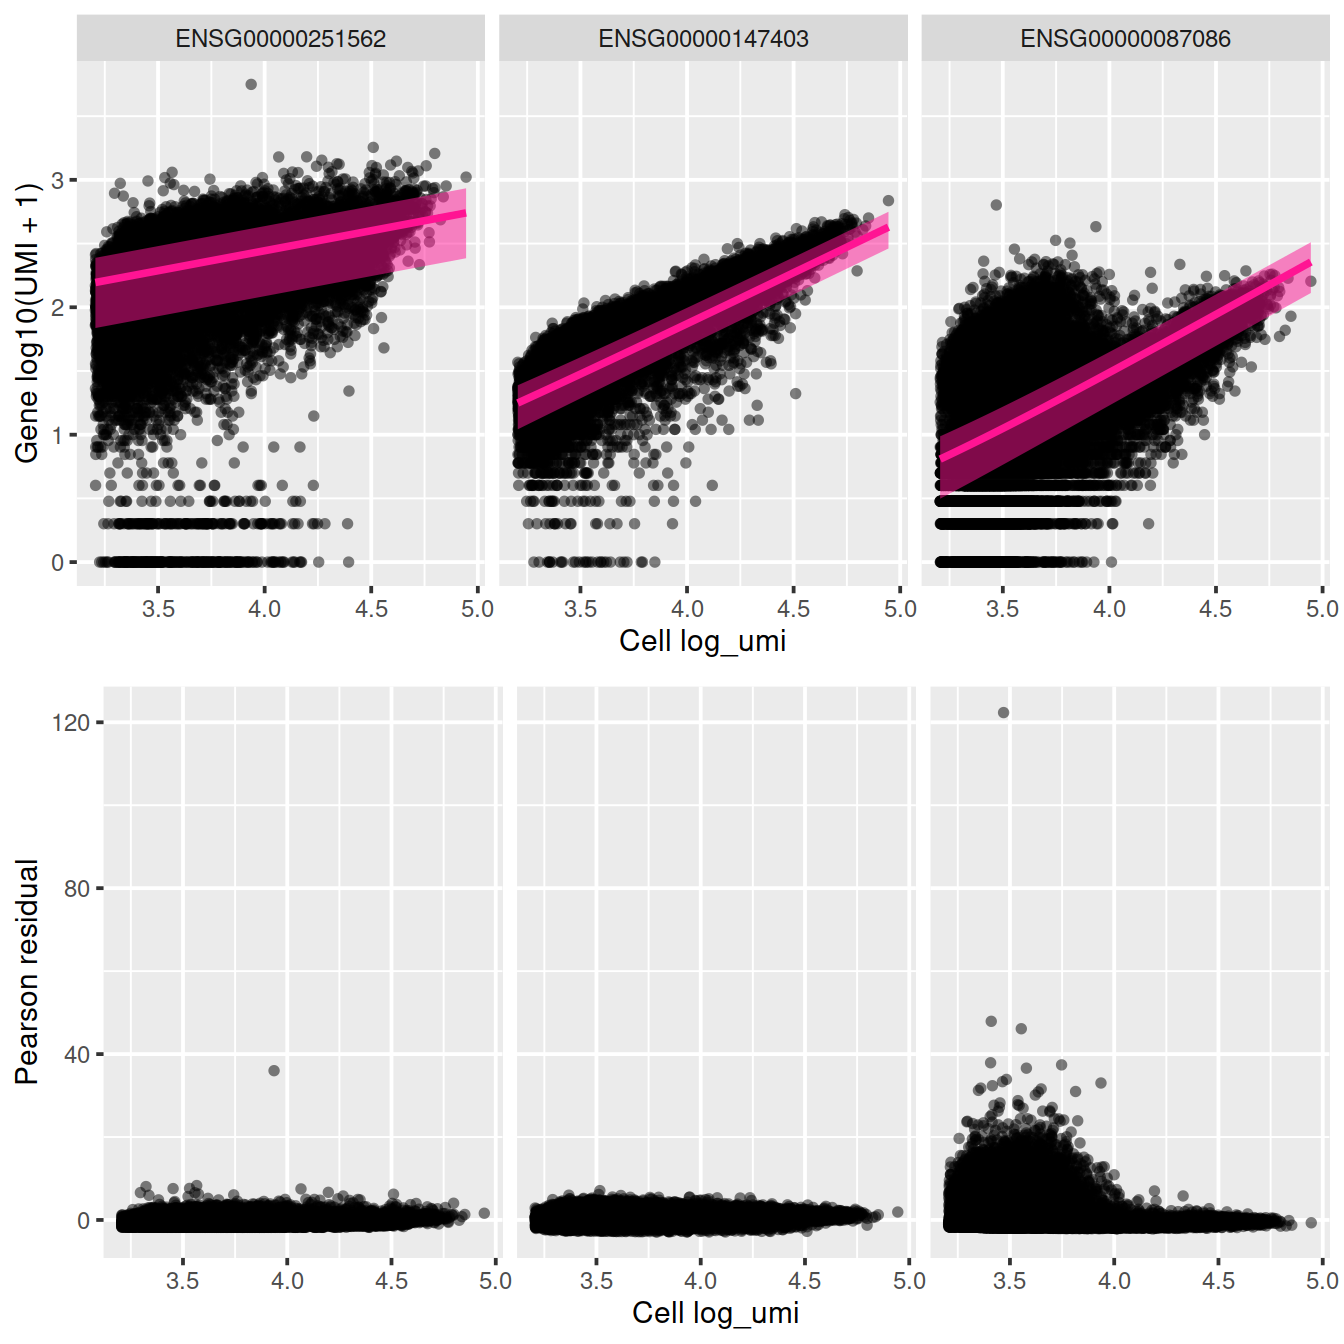 ENSG00000251562 ENSG00000147403 ENSG00000087086
Gene log10(UMI + 1)
3
2
1
0
3.5 4.0 4.5 5.0 3.5 4.0 4.5 5.0 3.5 4.0 4.5 5.0
Cell log_umi
Pearson residual
120
80
40
0
3.5 4.0 4.5 5.0 3.5 4.0 4.5 5.0 3.5 4.0 4.5 5.0
Cell log_umi